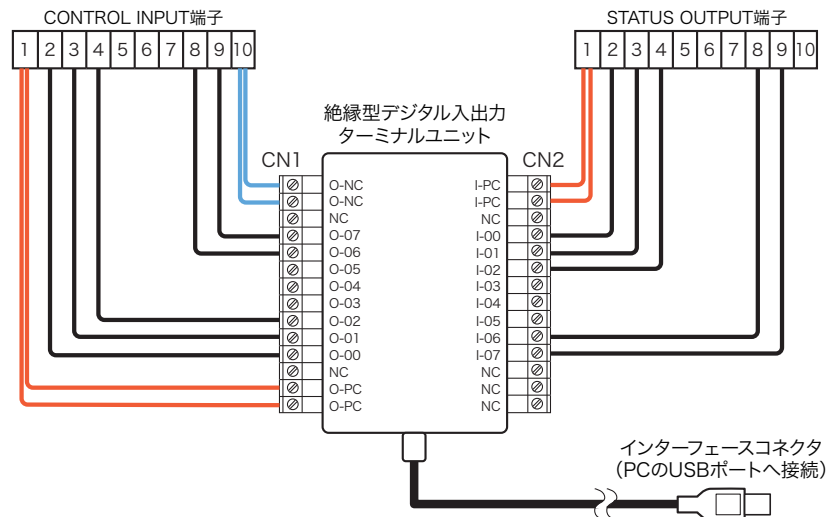 CONTROL INPUT端子
1 2 3 4 5 6 7 8 9 10
STATUS OUTPUT端子
1 2 3 4 5 6 7 8 9 10
絶縁型デジタル入出力
ターミナルユニット
CN1
CN2
O-NC
O-NC
NC
O-07
O-06
O-05
O-04
O-03
O-02
O-01
O-00
NC
O-PC
O-PC
I-PC
I-PC
NC
I-00
I-01
I-02
I-03
I-04
I-05
I-06
I-07
NC
NC
NC
インターフェースコネクタ
(PCのUSBポートへ接続)